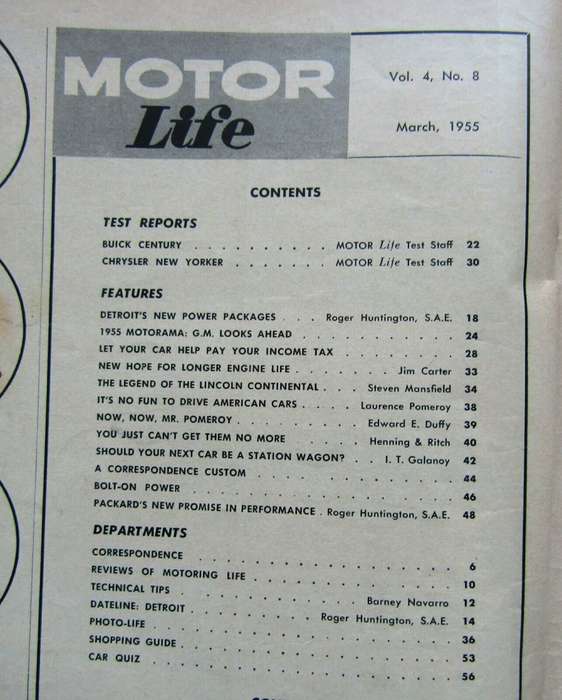 MOTOR
Life
Vol. 4, No. 8
March, 1955
CONTENTS
TEST REPORTS
BUICK CENTURY . . . . . . . . . . MOTOR Life Test Staff 22
CHRYSLER NEW YORKER . . . . . . . MOTOR Life Test Staff 30
FEATURES
DETROIT'S NEW POWER PACKAGES . . . Roger Huntington, S.A.E. 18
1955 MOTORAMA: G.M. LOOKS AHEAD . . . . . . . . . . . 24
LET YOUR CAR HELP PAY YOUR INCOME TAX . . . . . . . . 28
NEW HOPE FOR LONGER ENGINE LIFE . . . . . . . Jim Carter 33
THE LEGEND OF THE LINCOLN CONTINENTAL . . . Steven Mansfield 34
IT'S NO FUN TO DRIVE AMERICAN CARS . . . . Laurence Pomeroy 38
NOW, NOW, MR. POMEROY . . . . . . . . . Edward E. Duffy 39
YOU JUST CAN'T GET THEM NO MORE . . . . Henning & Ritch 40
SHOULD YOUR NEXT CAR BE A STATION WAGON? . . I. T. Galanoy 42
A CORRESPONDENCE CUSTOM . . . . . . . . . . . . 44
BOLT-ON POWER . . . . . . . . . . . . . . . . 46
PACKARD'S NEW PROMISE IN PERFORMANCE . Roger Huntington, S.A.E. 48
DEPARTMENTS
CORRESPONDENCE . . . . . . . . . . . . . . . . 6
REVIEWS OF MOTORING LIFE . . . . . . . . . . . . . 10
TECHNICAL TIPS . . . . . . . . . . . Barney Navarro 12
DATELINE: DETROIT . . . . . . . . Roger Huntington, S.A.E. 14
PHOTO-LIFE . . . . . . . . . . . . . . . . . . 36
SHOPPING GUIDE . . . . . . . . . . . . . . . . . 53
CAR QUIZ . . . . . . . . . . . . . . . . . . . 56